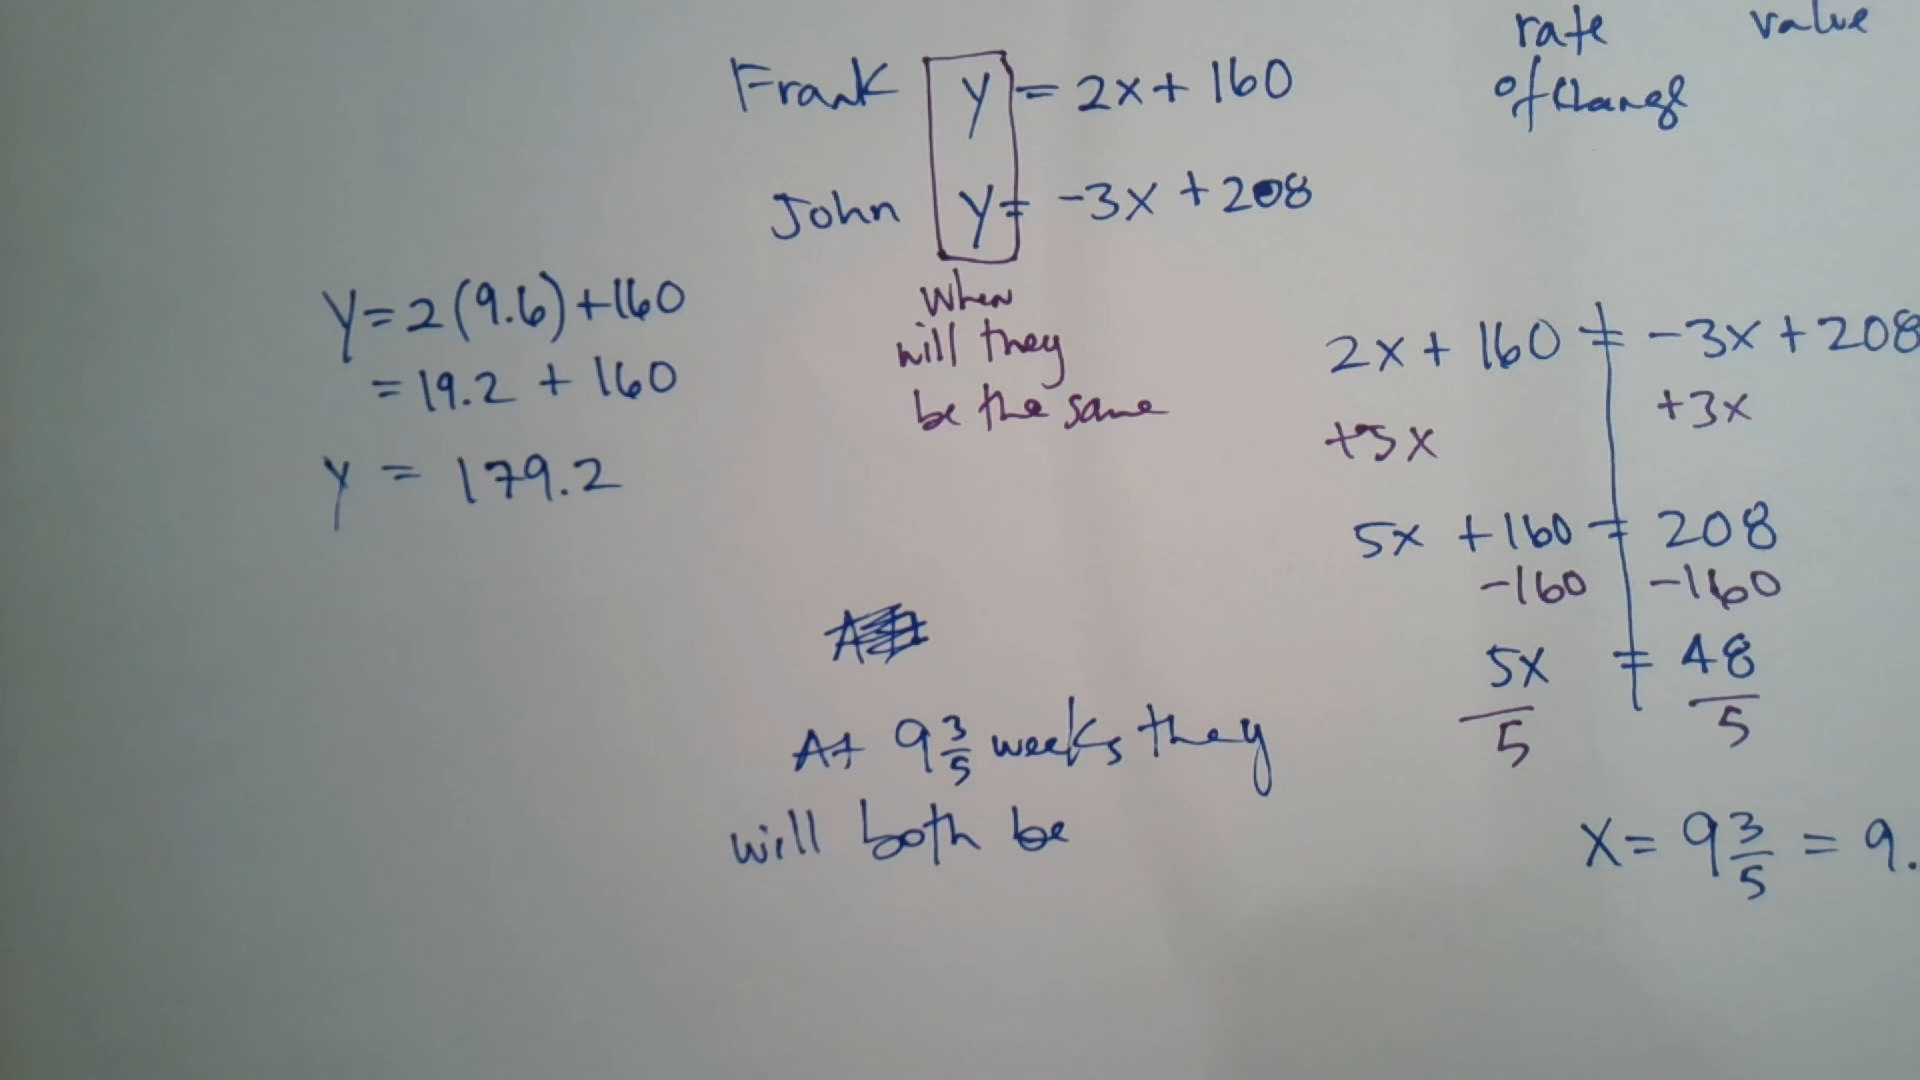 rate value
of change
Frank y = 2x + 160
John y = -3x + 208
When
will they
be the same
y = 2(9.6) + 160
= 19.2 + 160
y = 179.2
2x + 160 = -3x + 208
+3x +3x
5x + 160 = 208
-160 -160
5x = 48
5 5
x = 9 3/5 = 9.
At 9 3/5 weeks they
will both be